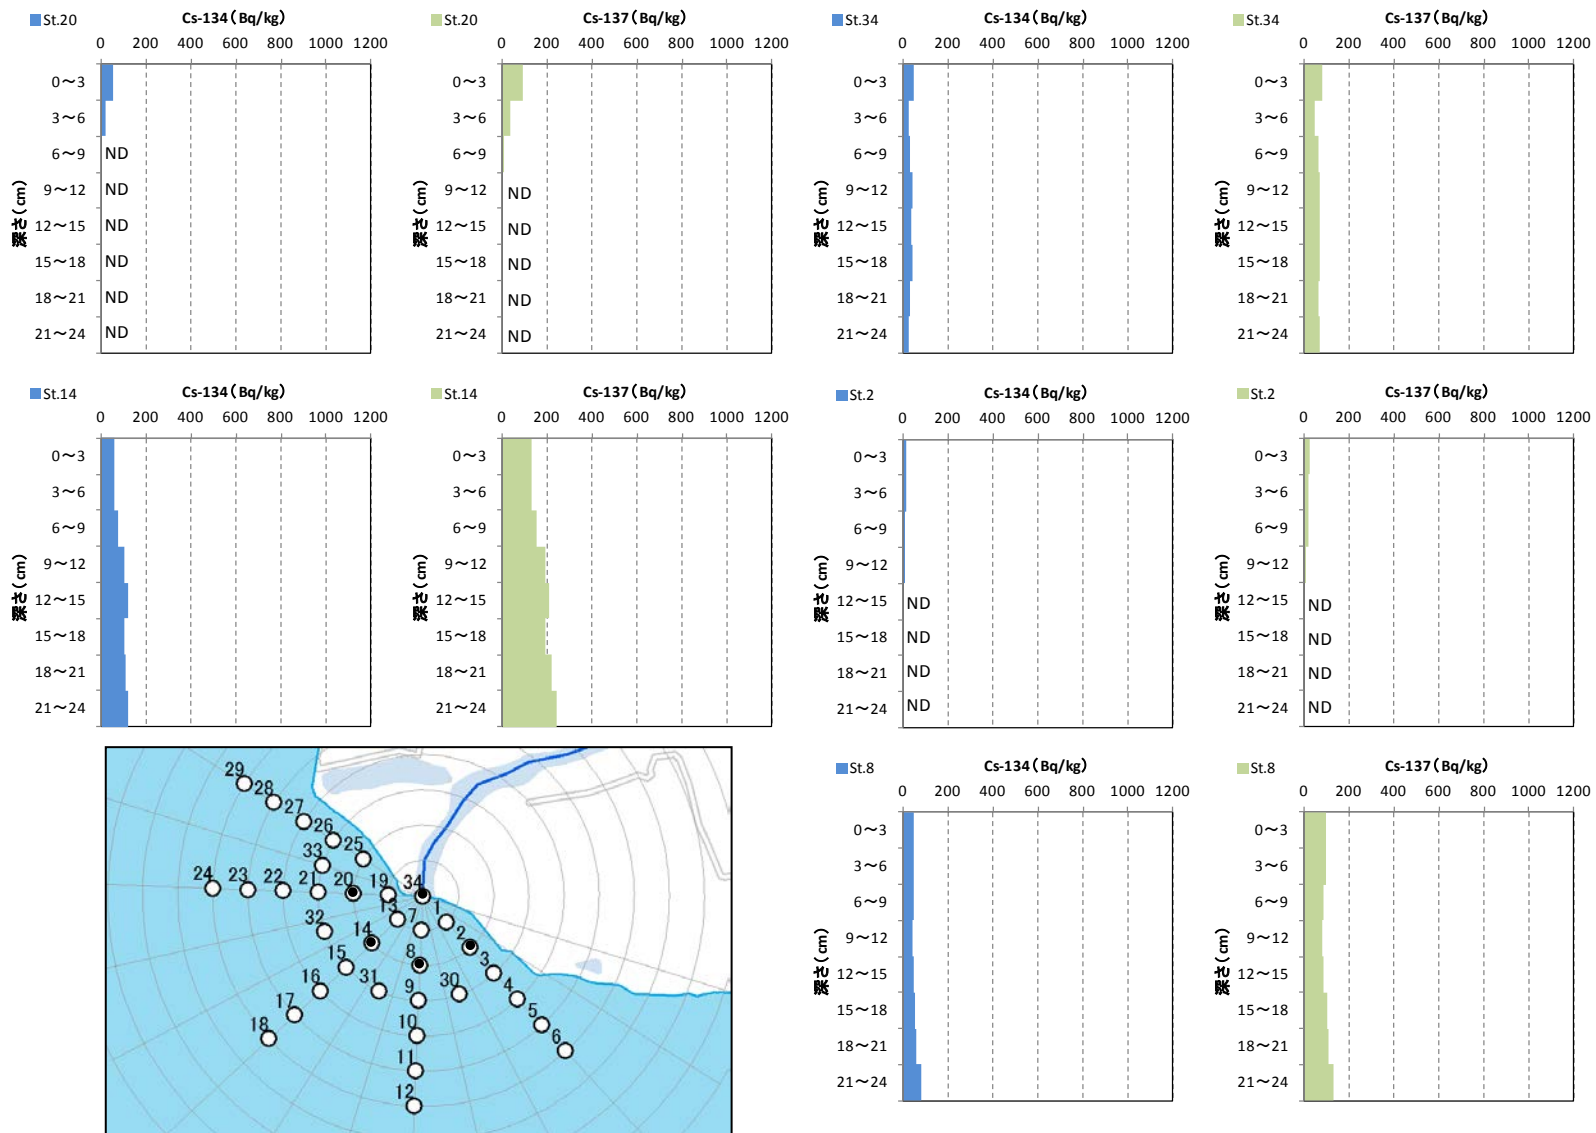 St.20 Cs-134(Bq/kg)
0 200 400 600 800 1000 1200
深さ(cm)
0～3
3～6
6～9 ND
9～12 ND
12～15 ND
15～18 ND
18～21 ND
21～24 ND
St.20 Cs-137(Bq/kg)
0 200 400 600 800 1000 1200
深さ(cm)
0～3
3～6
6～9
9～12 ND
12～15 ND
15～18 ND
18～21 ND
21～24 ND
St.34 Cs-134(Bq/kg)
0 200 400 600 800 1000 1200
深さ(cm)
0～3
3～6
6～9
9～12
12～15
15～18
18～21
21～24
St.34 Cs-137(Bq/kg)
0 200 400 600 800 1000 1200
深さ(cm)
0～3
3～6
6～9
9～12
12～15
15～18
18～21
21～24
St.14 Cs-134(Bq/kg)
0 200 400 600 800 1000 1200
深さ(cm)
0～3
3～6
6～9
9～12
12～15
15～18
18～21
21～24
St.14 Cs-137(Bq/kg)
0 200 400 600 800 1000 1200
深さ(cm)
0～3
3～6
6～9
9～12
12～15
15～18
18～21
21～24
St.2 Cs-134(Bq/kg)
0 200 400 600 800 1000 1200
深さ(cm)
0～3
3～6
6～9
9～12
12～15 ND
15～18 ND
18～21 ND
21～24 ND
St.2 Cs-137(Bq/kg)
0 200 400 600 800 1000 1200
深さ(cm)
0～3
3～6
6～9
9～12
12～15 ND
15～18 ND
18～21 ND
21～24 ND
29
28
27
26
25
33
24 23 22 21 20 19 34
13 7 1
32 14 2
15 8 3
16 31 9 30 4
17 5
18 10 6
11
12
St.8 Cs-134(Bq/kg)
0 200 400 600 800 1000 1200
深さ(cm)
0～3
3～6
6～9
9～12
12～15
15～18
18～21
21～24
St.8 Cs-137(Bq/kg)
0 200 400 600 800 1000 1200
深さ(cm)
0～3
3～6
6～9
9～12
12～15
15～18
18～21
21～24